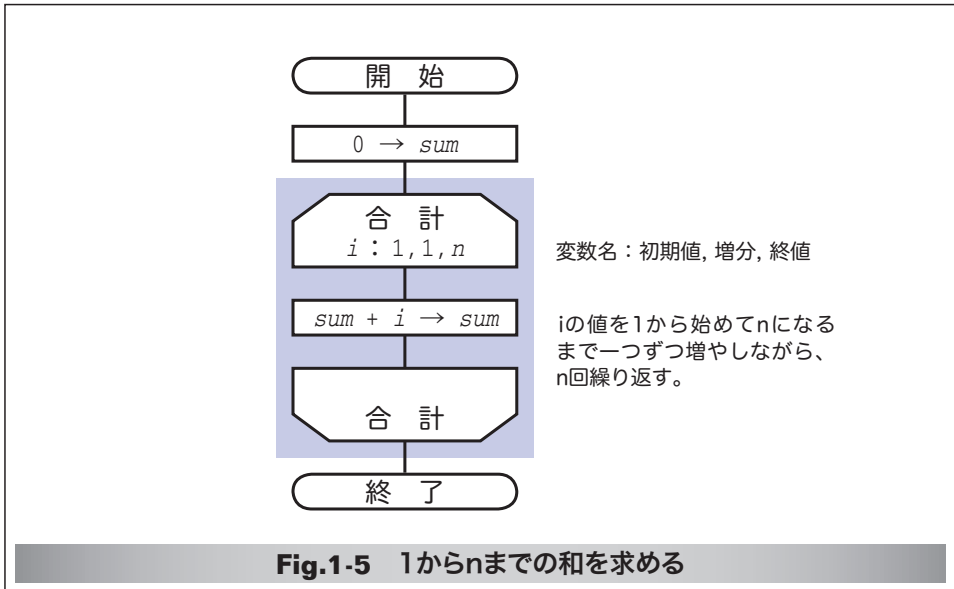 開 始
0 → sum
合 計
i：1,1,n
変数名：初期値, 増分, 終値
sum + i → sum
iの値を1から始めてnになる
まで一つずつ増やしながら、
n回繰り返す。
合 計
終 了
Fig.1-5 1からnまでの和を求める